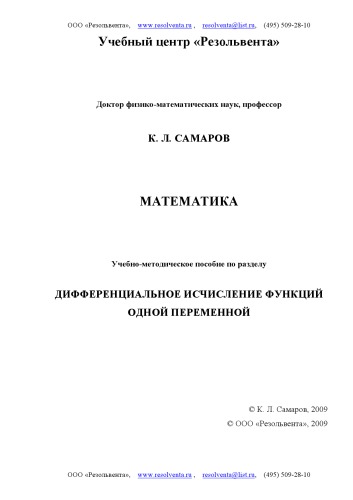 ООО «Резольвента», www.resolventa.ru , resolventa@list.ru, (495) 509-28-10
Учебный центр «Резольвента»
Доктор физико-математических наук, профессор
К. Л. САМАРОВ
МАТЕМАТИКА
Учебно-методическое пособие по разделу
ДИФФЕРЕНЦИАЛЬНОЕ ИСЧИСЛЕНИЕ ФУНКЦИЙ
ОДНОЙ ПЕРЕМЕННОЙ
© К. Л. Самаров, 2009
© ООО «Резольвента», 2009
ООО «Резольвента», www.resolventa.ru , resolventa@list.ru, (495) 509-28-10